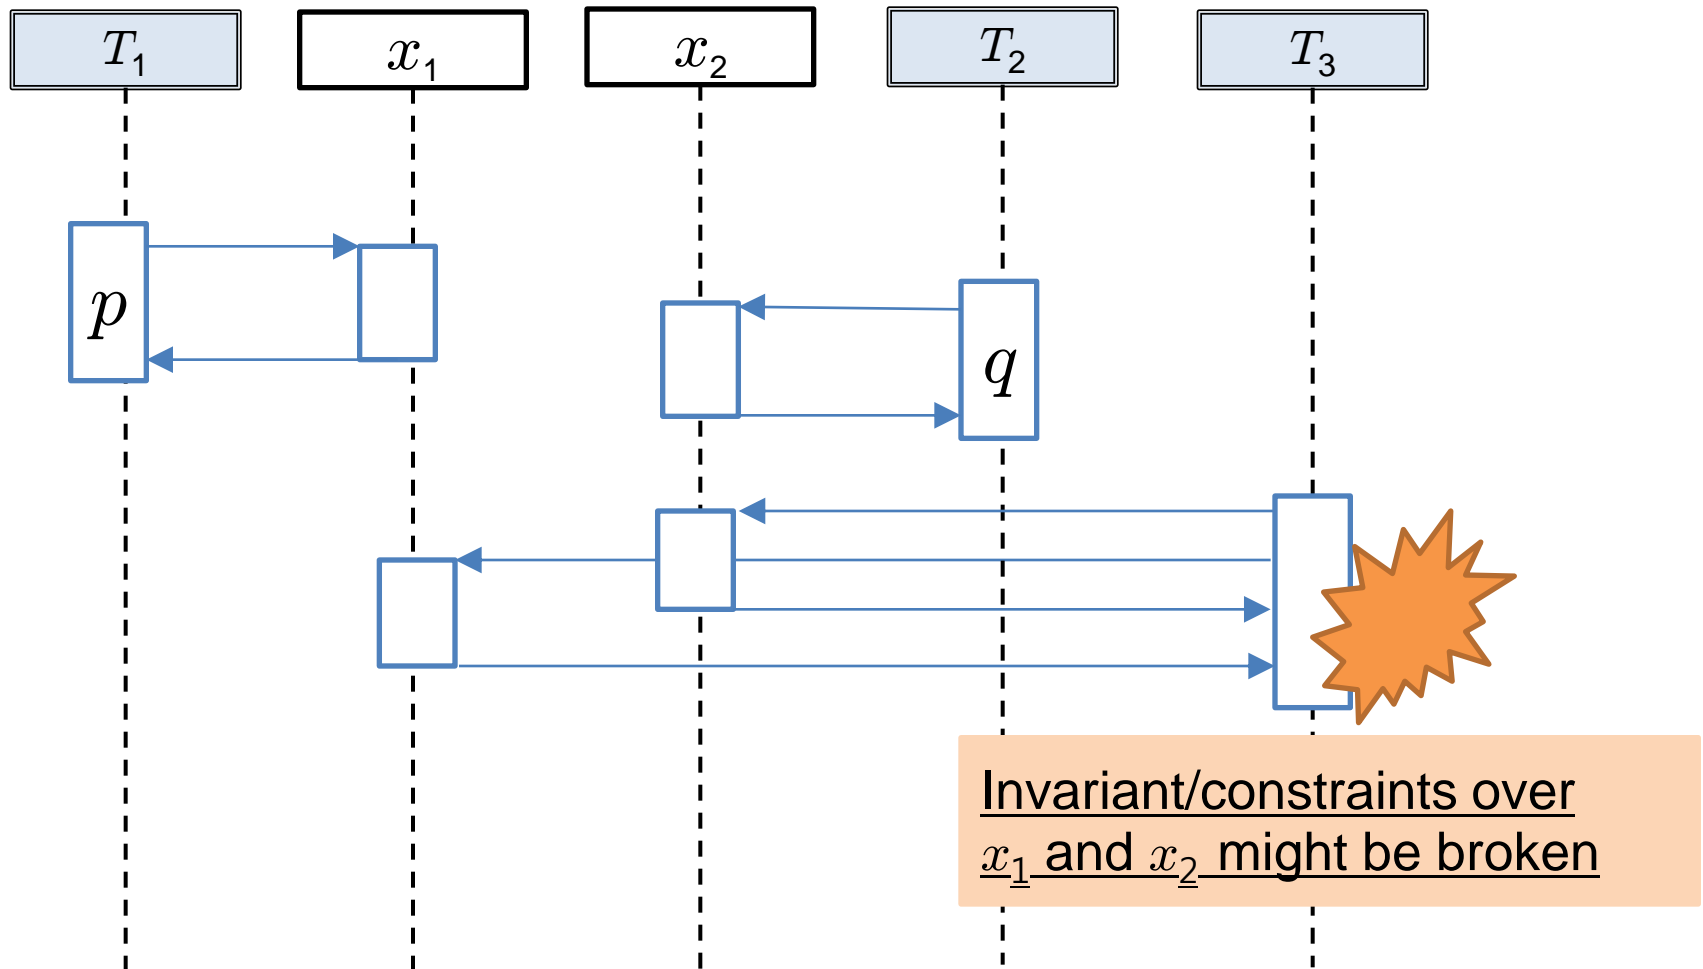 T₁ x₁ x₂ T₂ T₃
p
q
Invariant/constraints over
x₁ and x₂ might be broken